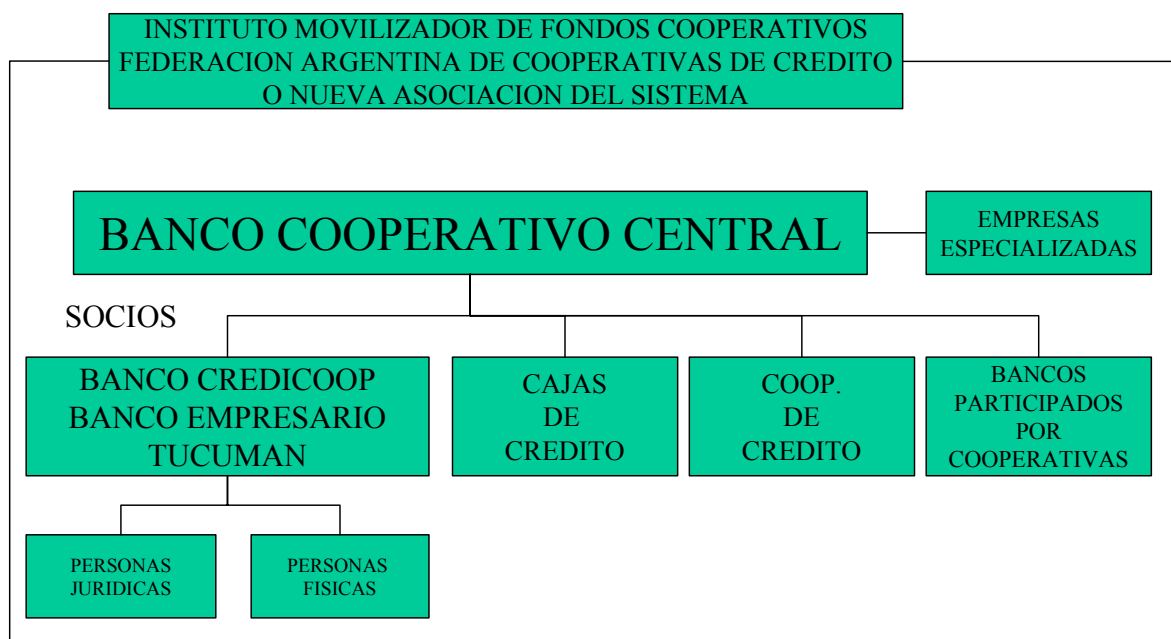 INSTITUTO MOVILIZADOR DE FONDOS COOPERATIVOS
FEDERACION ARGENTINA DE COOPERATIVAS DE CREDITO
O NUEVA ASOCIACION DEL SISTEMA
BANCO COOPERATIVO CENTRAL
EMPRESAS
ESPECIALIZADAS
SOCIOS
BANCO CREDICOOP
BANCO EMPRESARIO
TUCUMAN
CAJAS
DE
CREDITO
COOP.
DE
CREDITO
BANCOS
PARTICIPADOS
POR
COOPERATIVAS
PERSONAS
JURIDICAS
PERSONAS
FISICAS